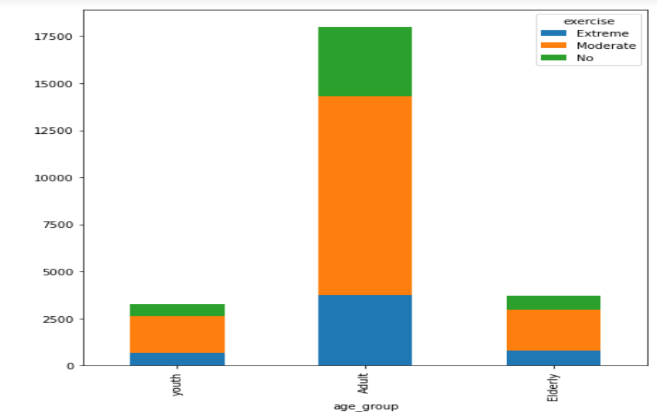 exercise
Extreme
Moderate
No
17500
15000
12500
10000
7500
5000
2500
0
youth
Adult
Elderly
age_group